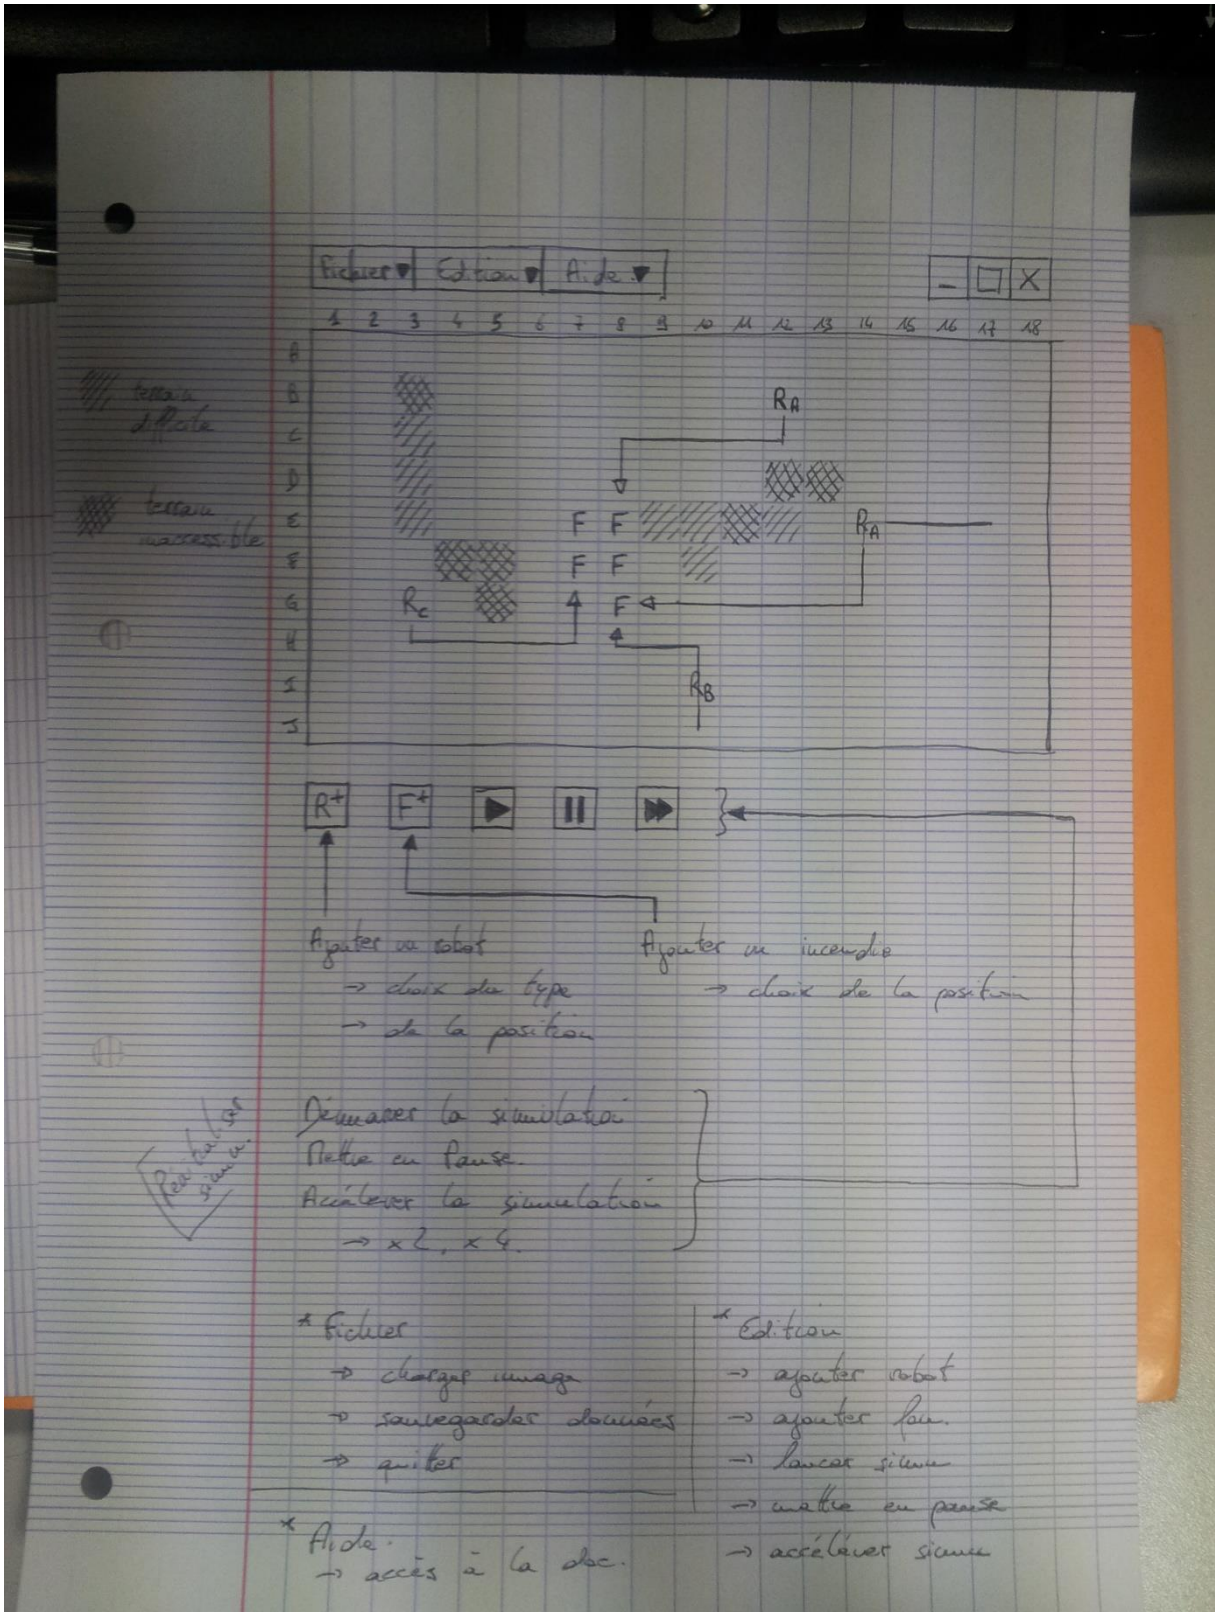 Fichier▼ Edition▼ Aide▼ _ □ X
1 2 3 4 5 6 7 8 9 10 11 12 13 14 15 16 17 18
A
B RA
terrain
difficile
C
D
E F F RA
terrain
inaccessible
F F F
G RC F
H
I RB
J
R+ F+
Ajouter un robot
→ choix du type
→ de la position
Ajouter un incendie
→ choix de la position
Démarrer la simulation
Mettre en Pause.
Accélerer la simulation
→ x2, x4.
Réinitialiser
simu.
* Fichier
→ charger image
→ sauvegarder données
→ quitter
* Edition
→ ajouter robot
→ ajouter feu.
→ lancer simu
→ mettre en pause
→ accélérer simu
* Aide.
→ accès à la doc.